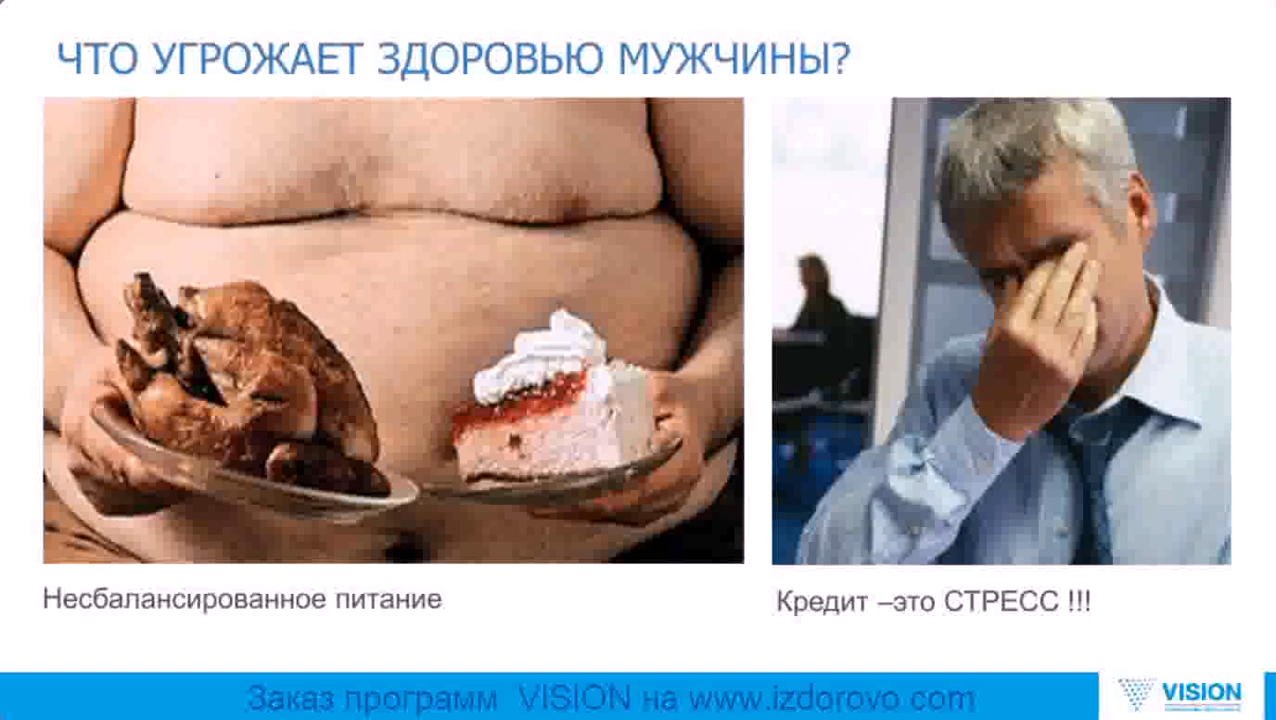 ЧТО УГРОЖАЕТ ЗДОРОВЬЮ МУЖЧИНЫ?
Несбалансированное питание
Кредит –это СТРЕСС !!!
Заказ программ VISION на www.izdorovo.com
VISION